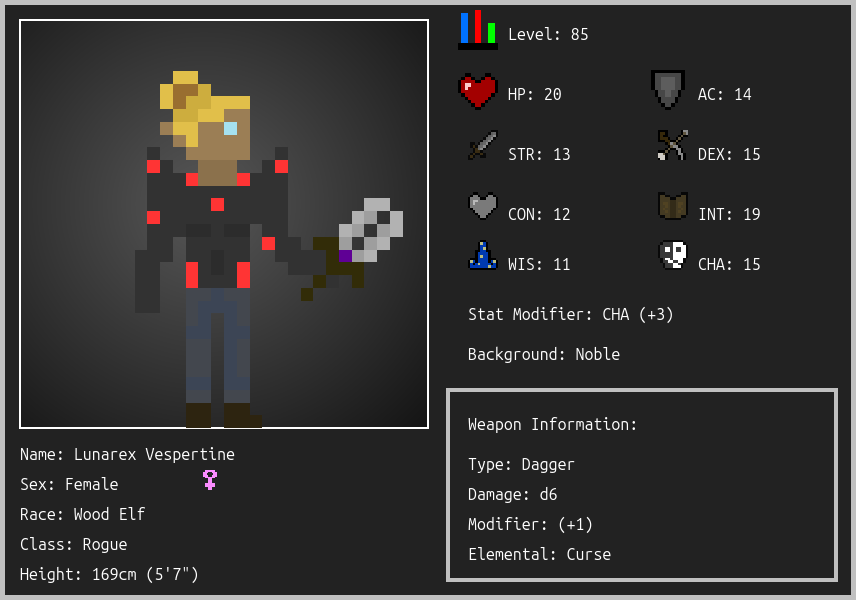 Level: 85
HP: 20
AC: 14
STR: 13
DEX: 15
CON: 12
INT: 19
WIS: 11
CHA: 15
Stat Modifier: CHA (+3)
Background: Noble
Weapon Information:
Type: Dagger
Damage: d6
Modifier: (+1)
Elemental: Curse
Name: Lunarex Vespertine
Sex: Female
Race: Wood Elf
Class: Rogue
Height: 169cm (5'7")